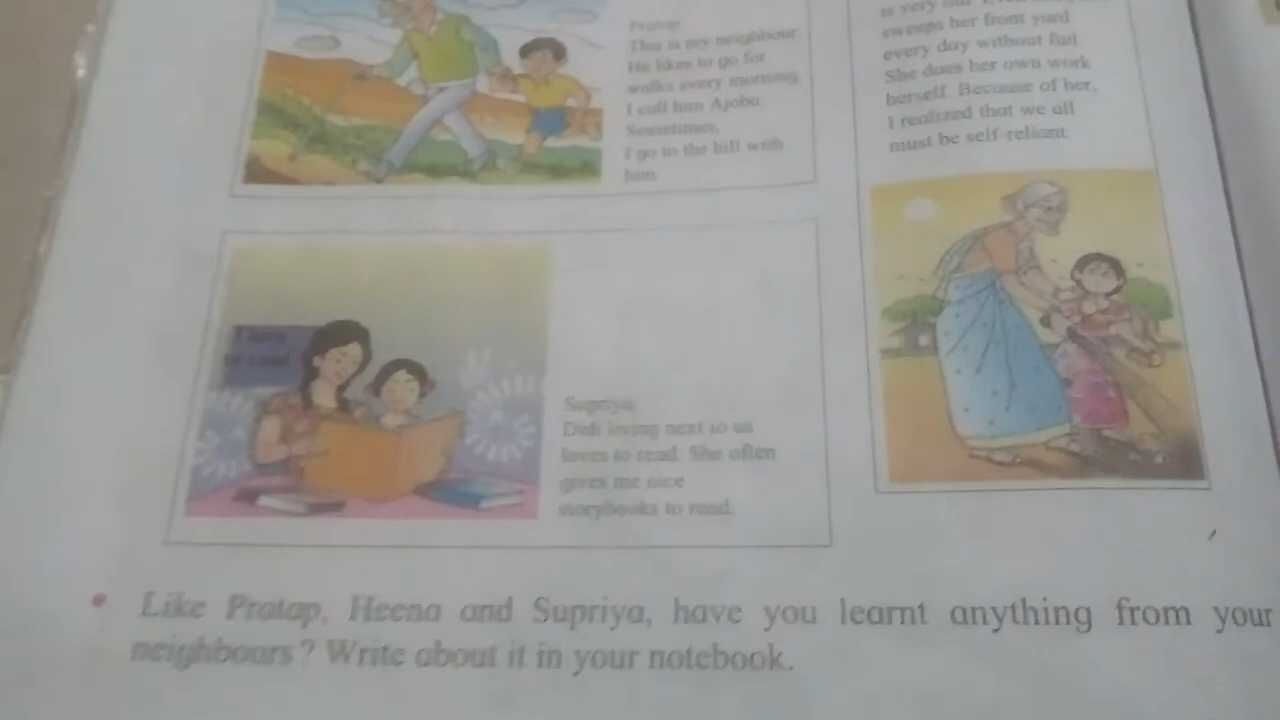 Pratap:
This is my neighbour.
He likes to go for
walks every morning.
I call him Ajoba.
Sometimes,
I go to the hill with
him.
is very
sweeps her front yard
every day without fail.
She does her own work
herself. Because of her,
I realized that we all
must be self-reliant.
Supriya:
Didi living next to us
loves to read. She often
gives me nice
storybooks to read.
• Like Pratap, Heena and Supriya, have you learnt anything from your
neighbours? Write about it in your notebook.